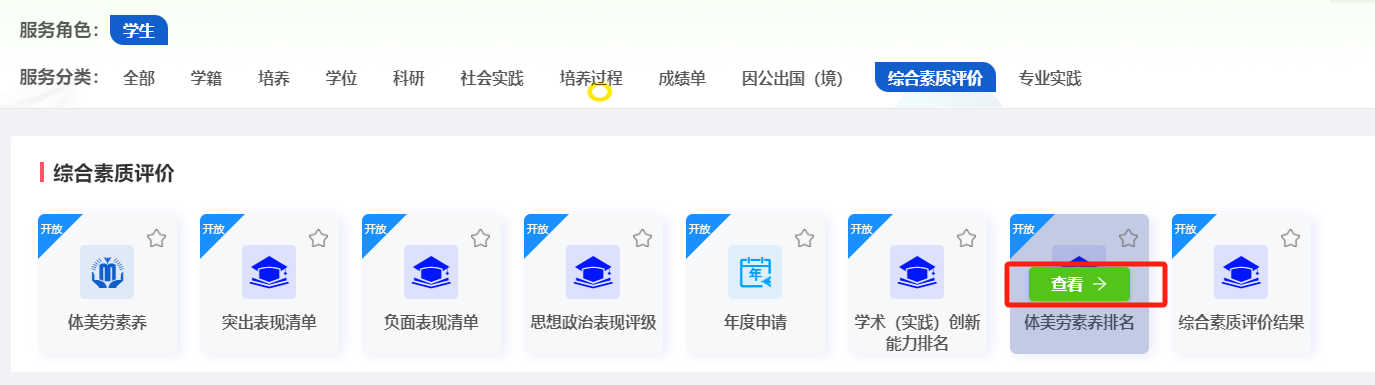 服务角色： 学生
服务分类： 全部 学籍 培养 学位 科研 社会实践 培养过程 成绩单 因公出国（境） 综合素质评价 专业实践
综合素质评价
开放 开放 开放 开放 开放 开放 开放 开放
年
查看 →
体美劳素养 突出表现清单 负面表现清单 思想政治表现评级 年度申请 学术（实践）创新 体美劳素养排名 综合素质评价结果
能力排名